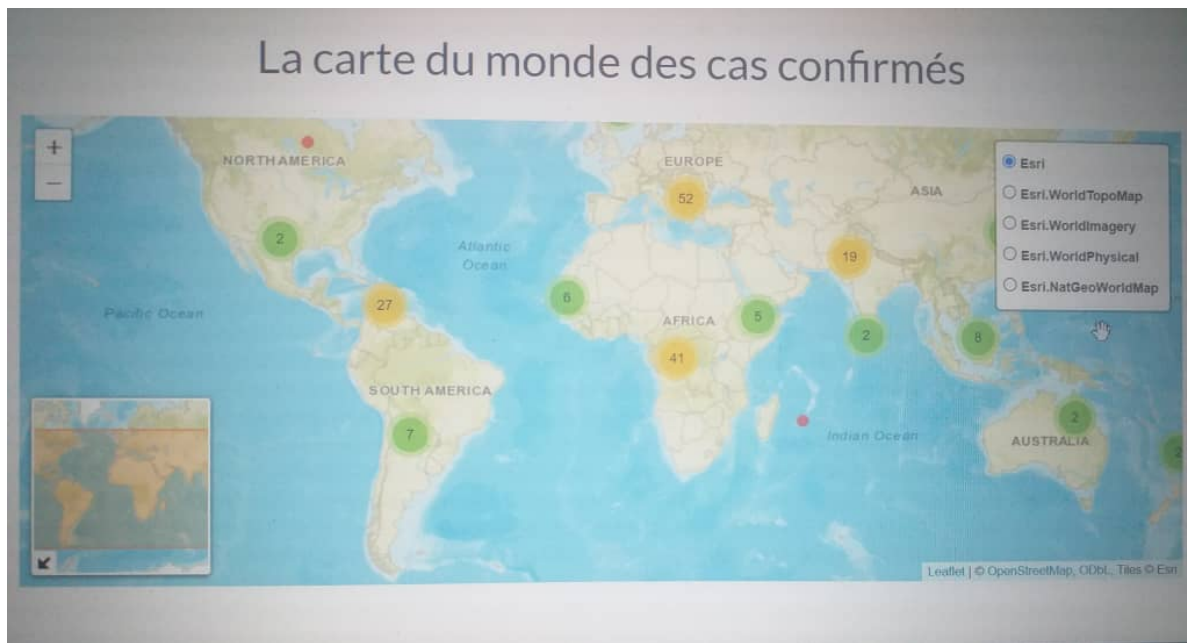 La carte du monde des cas confirmés
+
−
NORTH AMERICA
EUROPE
ASIA
Esri
Esri.WorldTopoMap
Esri.WorldImagery
Esri.WorldPhysical
Esri.NatGeoWorldMap
52
2
Atlantic
Ocean
19
27
6
Pacific Ocean
AFRICA
5
2
8
41
SOUTH AMERICA
7
Indian Ocean
2
AUSTRALIA
Leaflet | © OpenStreetMap, ODbL, Tiles © Esri